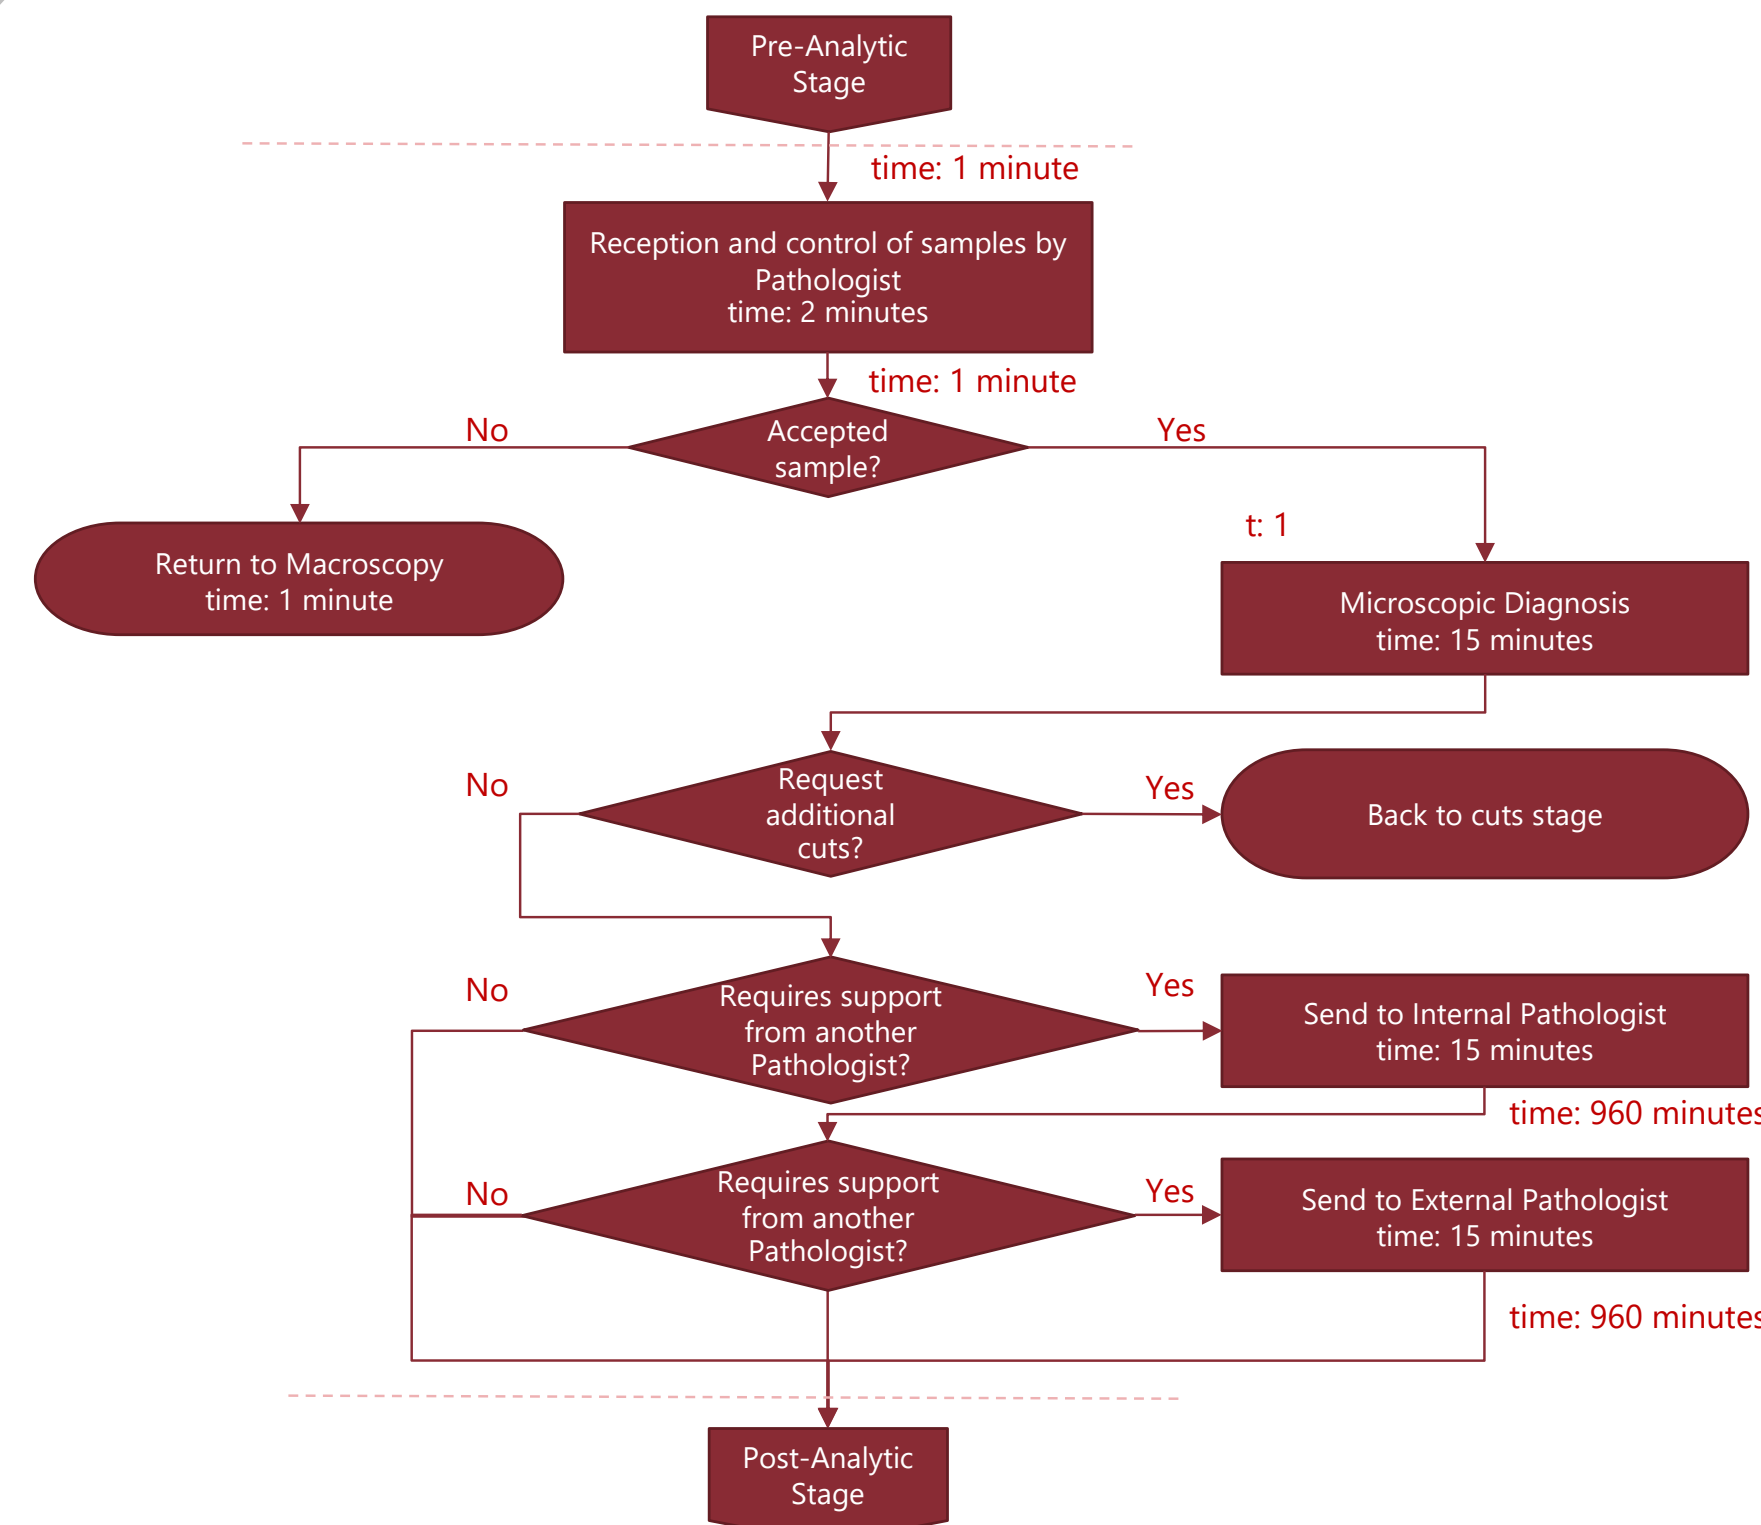 Pre-Analytic
Stage
time: 1 minute
Reception and control of samples by
Pathologist
time: 2 minutes
time: 1 minute
No
Accepted
sample?
Yes
t: 1
Return to Macroscopy
time: 1 minute
Microscopic Diagnosis
time: 15 minutes
No
Request
additional
cuts?
Yes
Back to cuts stage
No
Requires support
from another
Pathologist?
Yes
Send to Internal Pathologist
time: 15 minutes
time: 960 minutes
No
Requires support
from another
Pathologist?
Yes
Send to External Pathologist
time: 15 minutes
time: 960 minutes
Post-Analytic
Stage